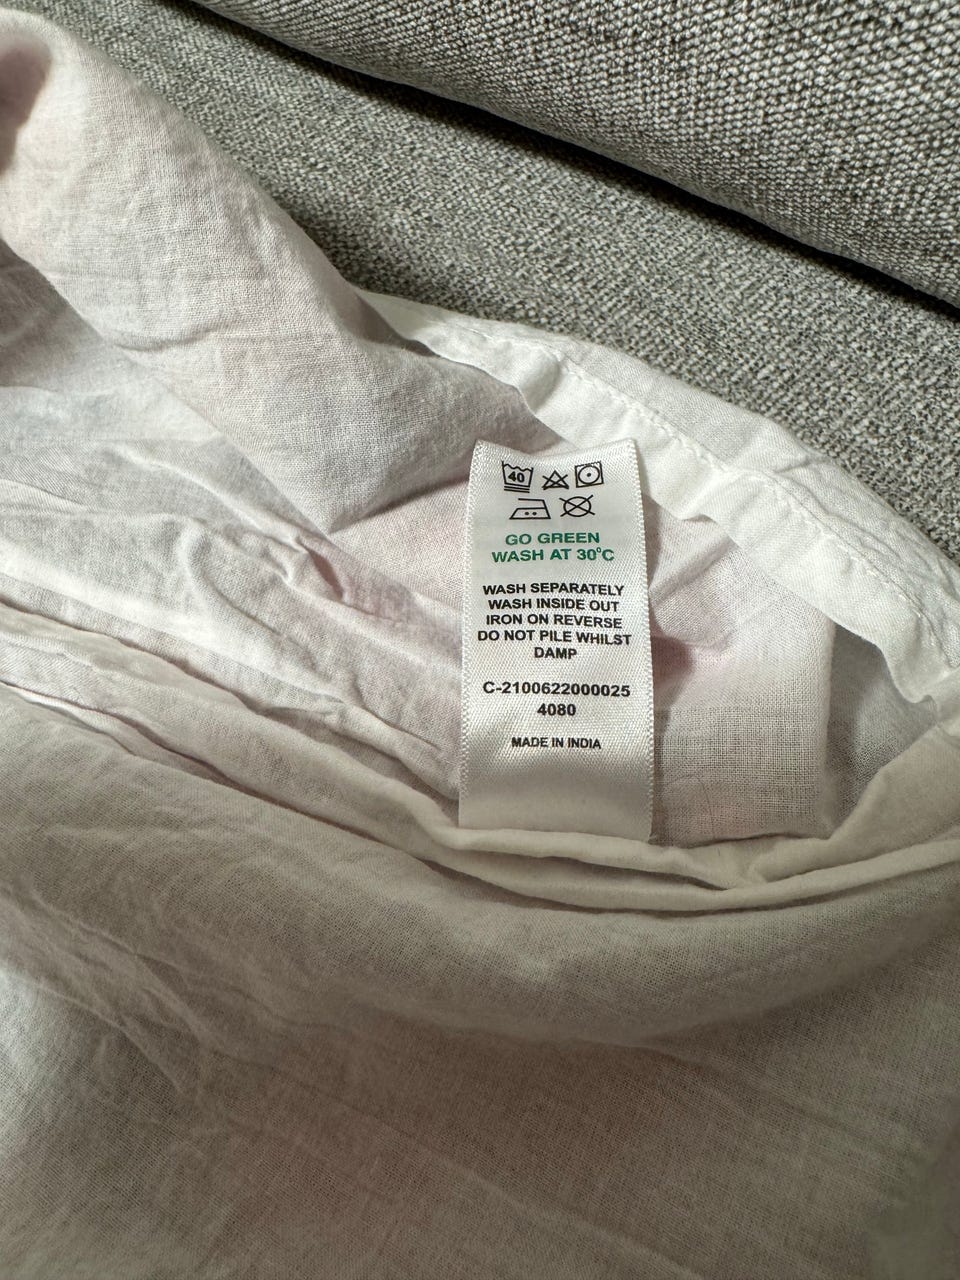 40
GO GREEN
WASH AT 30°C
WASH SEPARATELY
WASH INSIDE OUT
IRON ON REVERSE
DO NOT PILE WHILST
DAMP
C-2100622000025
4080
MADE IN INDIA